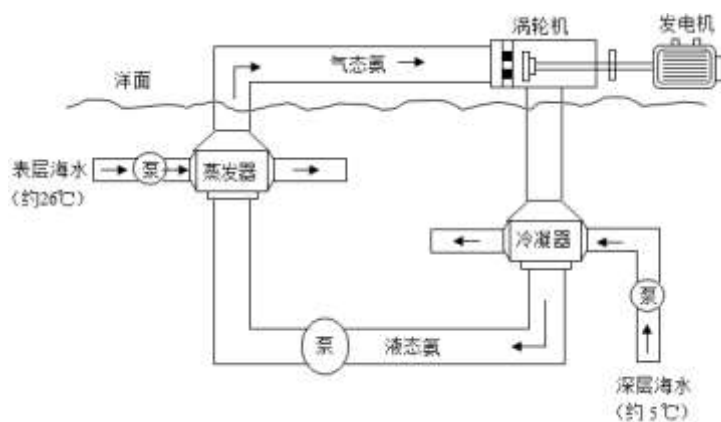 涡轮机
发电机
气态氨
洋面
表层海水
(约26℃)
泵
蒸发器
冷凝器
泵
泵
液态氨
深层海水
(约5℃)